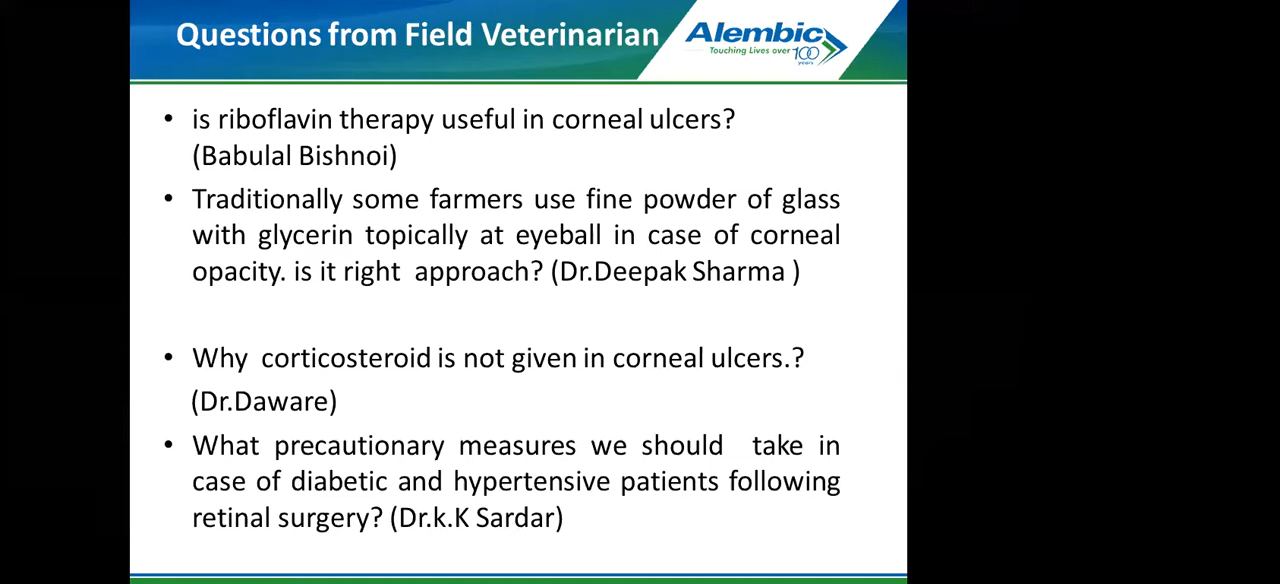 Questions from Field Veterinarian
Alembic
Touching Lives over 100 years
• is riboflavin therapy useful in corneal ulcers?
(Babulal Bishnoi)
• Traditionally some farmers use fine powder of glass
with glycerin topically at eyeball in case of corneal
opacity. is it right approach? (Dr.Deepak Sharma )
• Why corticosteroid is not given in corneal ulcers.?
(Dr.Daware)
• What precautionary measures we should take in
case of diabetic and hypertensive patients following
retinal surgery? (Dr.k.K Sardar)